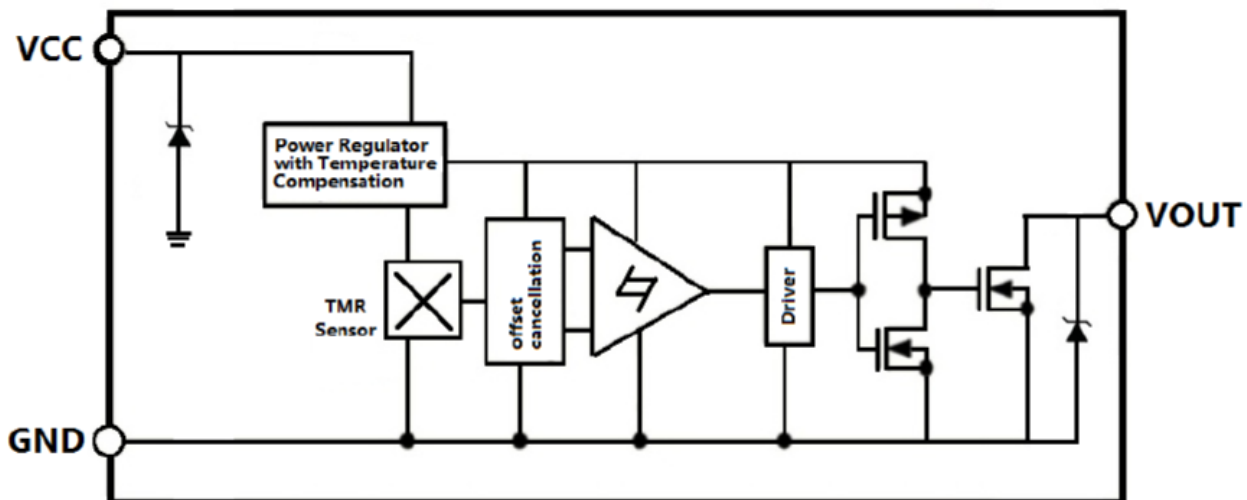 VCC
Power Regulator
with Temperature
Compensation
VOUT
TMR
Sensor
offset
cancellation
Driver
GND